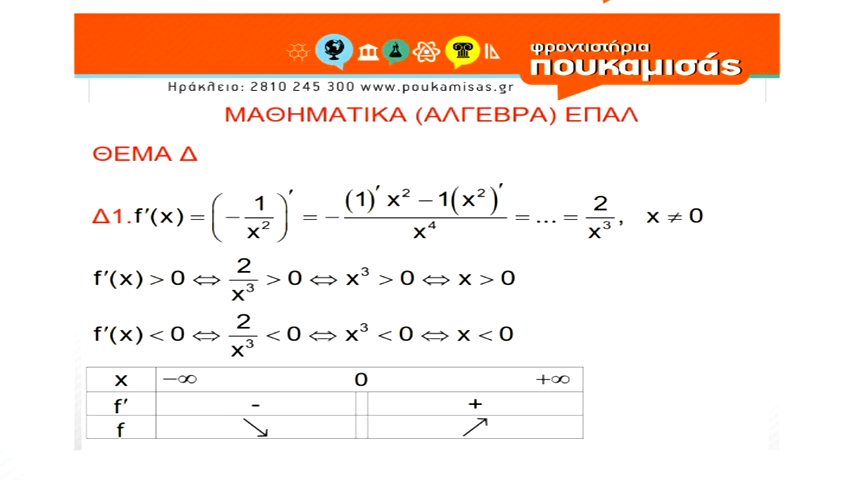 φροντιστήρια
πουκαμισάς
Ηράκλειο: 2810 245 300 www.poukamisas.gr
ΜΑΘΗΜΑΤΙΚΑ (ΑΛΓΕΒΡΑ) ΕΠΑΛ
ΘΕΜΑ Δ
Δ1. f′(x) = (−1/x²)′ = −((1)′x² − 1(x²)′)/x⁴ = ... = 2/x³, x ≠ 0
f′(x) > 0 ⇔ 2/x³ > 0 ⇔ x³ > 0 ⇔ x > 0
f′(x) < 0 ⇔ 2/x³ < 0 ⇔ x³ < 0 ⇔ x < 0
x −∞ 0 +∞
f′ - +
f ↘ ↗